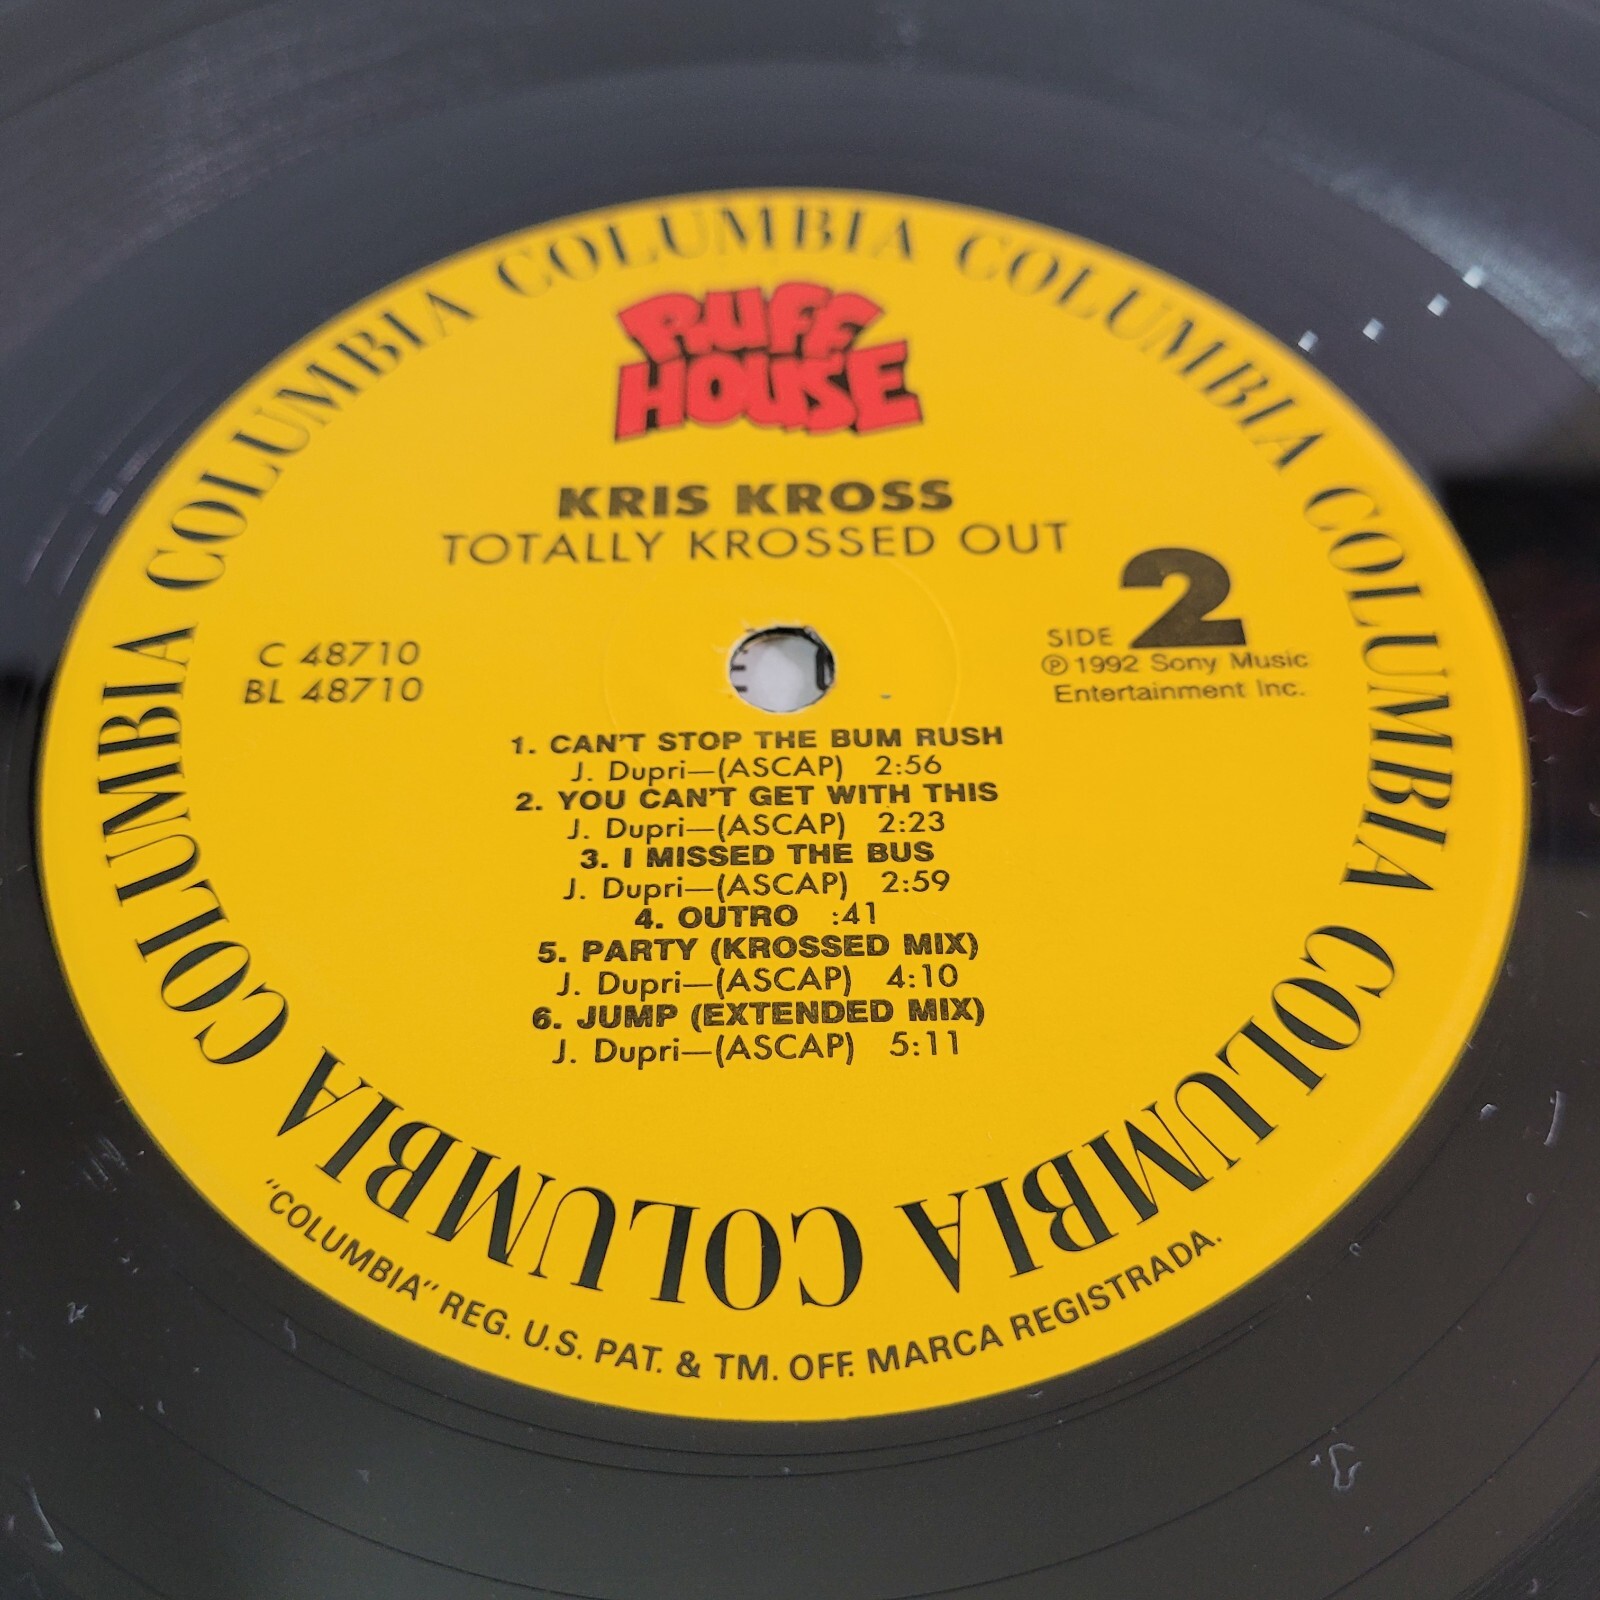 COLUMBIA COLUMBIA COLUMBIA COLUMBIA COLUMBIA COLUMBIA COLUMBIA COLUMBIA COLUMBIA
RUFF
HOUSE
KRIS KROSS
TOTALLY KROSSED OUT
C 48710
BL 48710
SIDE 2
℗ 1992 Sony Music
Entertainment Inc.
1. CAN'T STOP THE BUM RUSH
J. Dupri—(ASCAP) 2:56
2. YOU CAN'T GET WITH THIS
J. Dupri—(ASCAP) 2:23
3. I MISSED THE BUS
J. Dupri—(ASCAP) 2:59
4. OUTRO :41
5. PARTY (KROSSED MIX)
J. Dupri—(ASCAP) 4:10
6. JUMP (EXTENDED MIX)
J. Dupri—(ASCAP) 5:11
"COLUMBIA" REG. U.S. PAT. & TM. OFF. MARCA REGISTRADA.